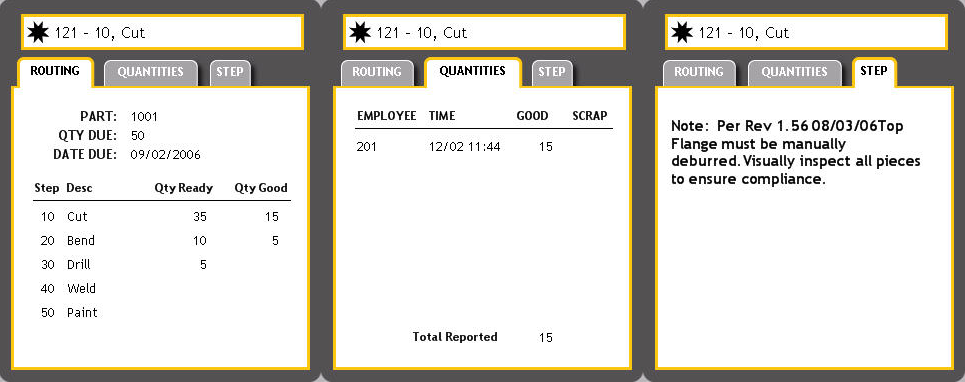 121 - 10, Cut
ROUTING QUANTITIES STEP
PART: 1001
QTY DUE: 50
DATE DUE: 09/02/2006
Step Desc Qty Ready Qty Good
10 Cut 35 15
20 Bend 10 5
30 Drill 5
40 Weld
50 Paint
121 - 10, Cut
ROUTING QUANTITIES STEP
EMPLOYEE TIME GOOD SCRAP
201 12/02 11:44 15
Total Reported 15
121 - 10, Cut
ROUTING QUANTITIES STEP
Note: Per Rev 1.56 08/03/06Top
Flange must be manually
deburred.Visually inspect all pieces
to ensure compliance.